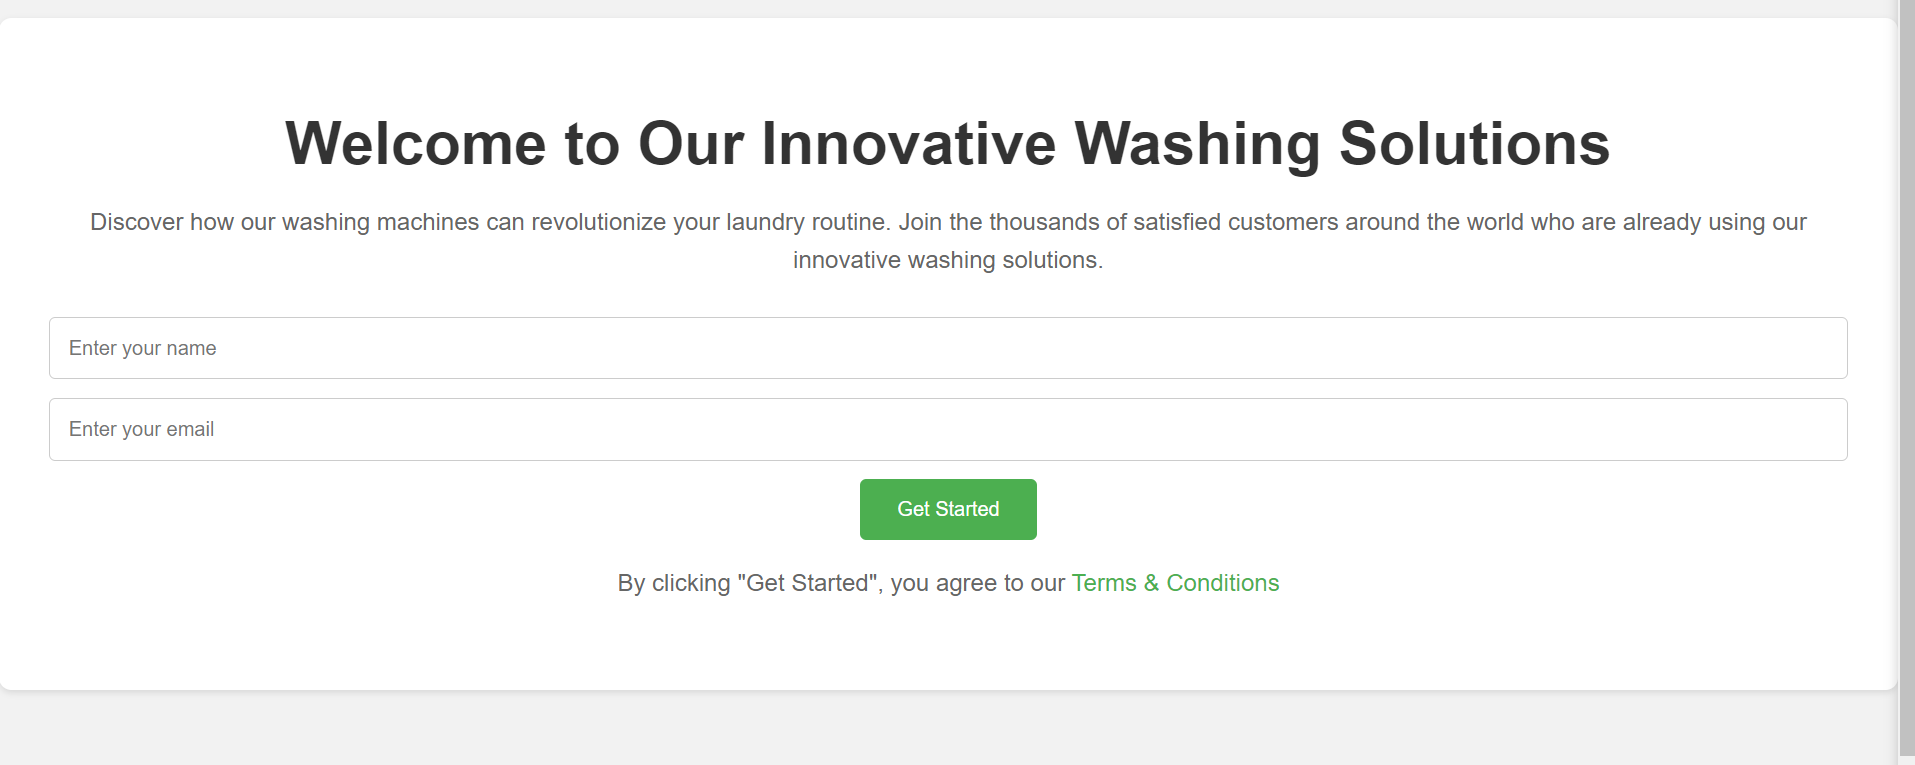 Welcome to Our Innovative Washing Solutions
Discover how our washing machines can revolutionize your laundry routine. Join the thousands of satisfied customers around the world who are already using our
innovative washing solutions.
Enter your name
Enter your email
Get Started
By clicking "Get Started", you agree to our Terms & Conditions